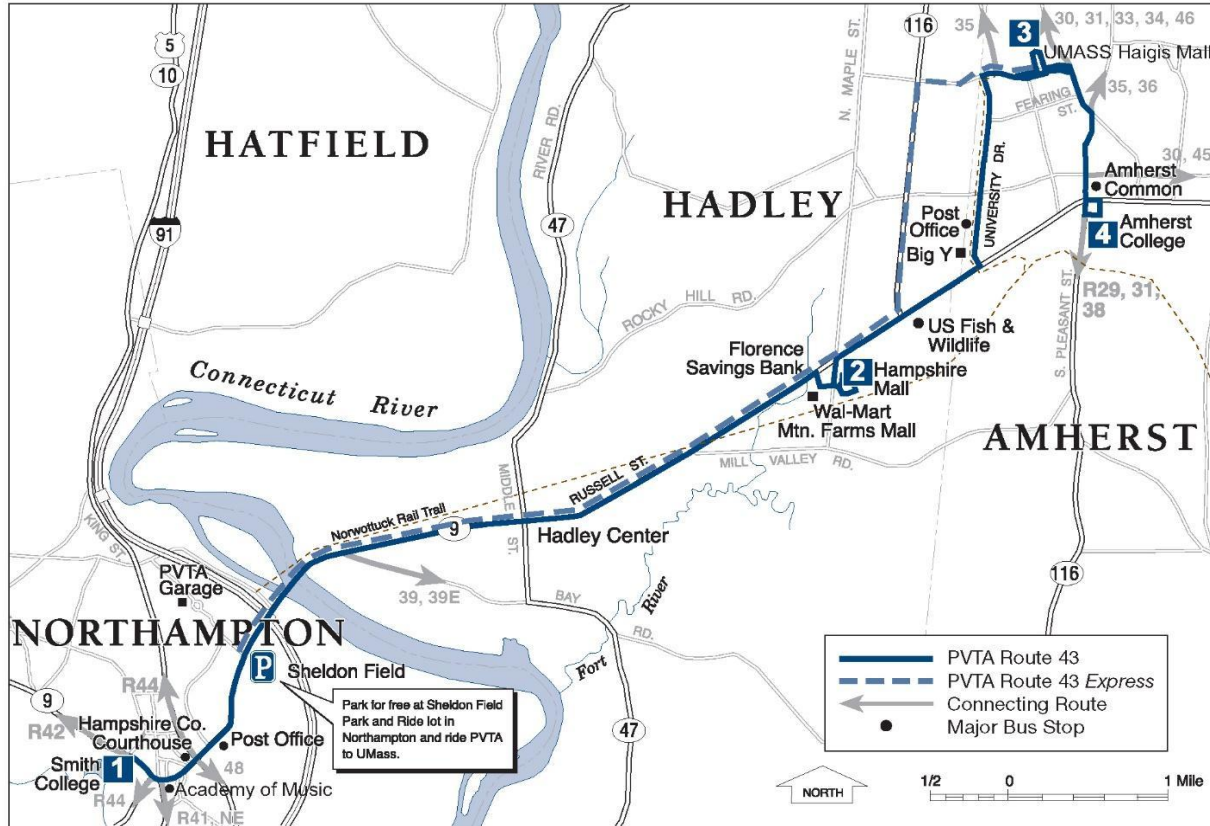 5
10
116
35
30, 31, 33, 34, 46
3
UMASS Haigis Mall
N. MAPLE ST.
RIVER RD.
FEARING
ST.
35, 36
HATFIELD
HADLEY
UNIVERSITY DR.
30, 45
Amherst
Common
Post
Office
47
91
4
Amherst
College
Big Y
S. PLEASANT ST.
R29, 31,
38
ROCKY HILL RD.
US Fish &
Wildlife
Florence
Savings Bank
2
Hampshire
Mall
Connecticut River
Wal-Mart
Mtn. Farms Mall
AMHERST
MILL VALLEY RD.
MIDDLE ST.
RUSSELL ST.
Norwottuck Rail Trail
9
Hadley Center
KING ST.
PVTA
Garage
39, 39E
BAY
RD.
116
Fort River
NORTHAMPTON
P
Sheldon Field
Park for free at Sheldon Field
Park and Ride lot in
Northampton and ride PVTA
to UMass.
9
R44
R42
Hampshire Co.
Courthouse
Post Office
48
Smith
College
1
Academy of Music
R44
R41, NE
47
PVTA Route 43
PVTA Route 43 Express
Connecting Route
Major Bus Stop
NORTH
1/2 0 1 Mile